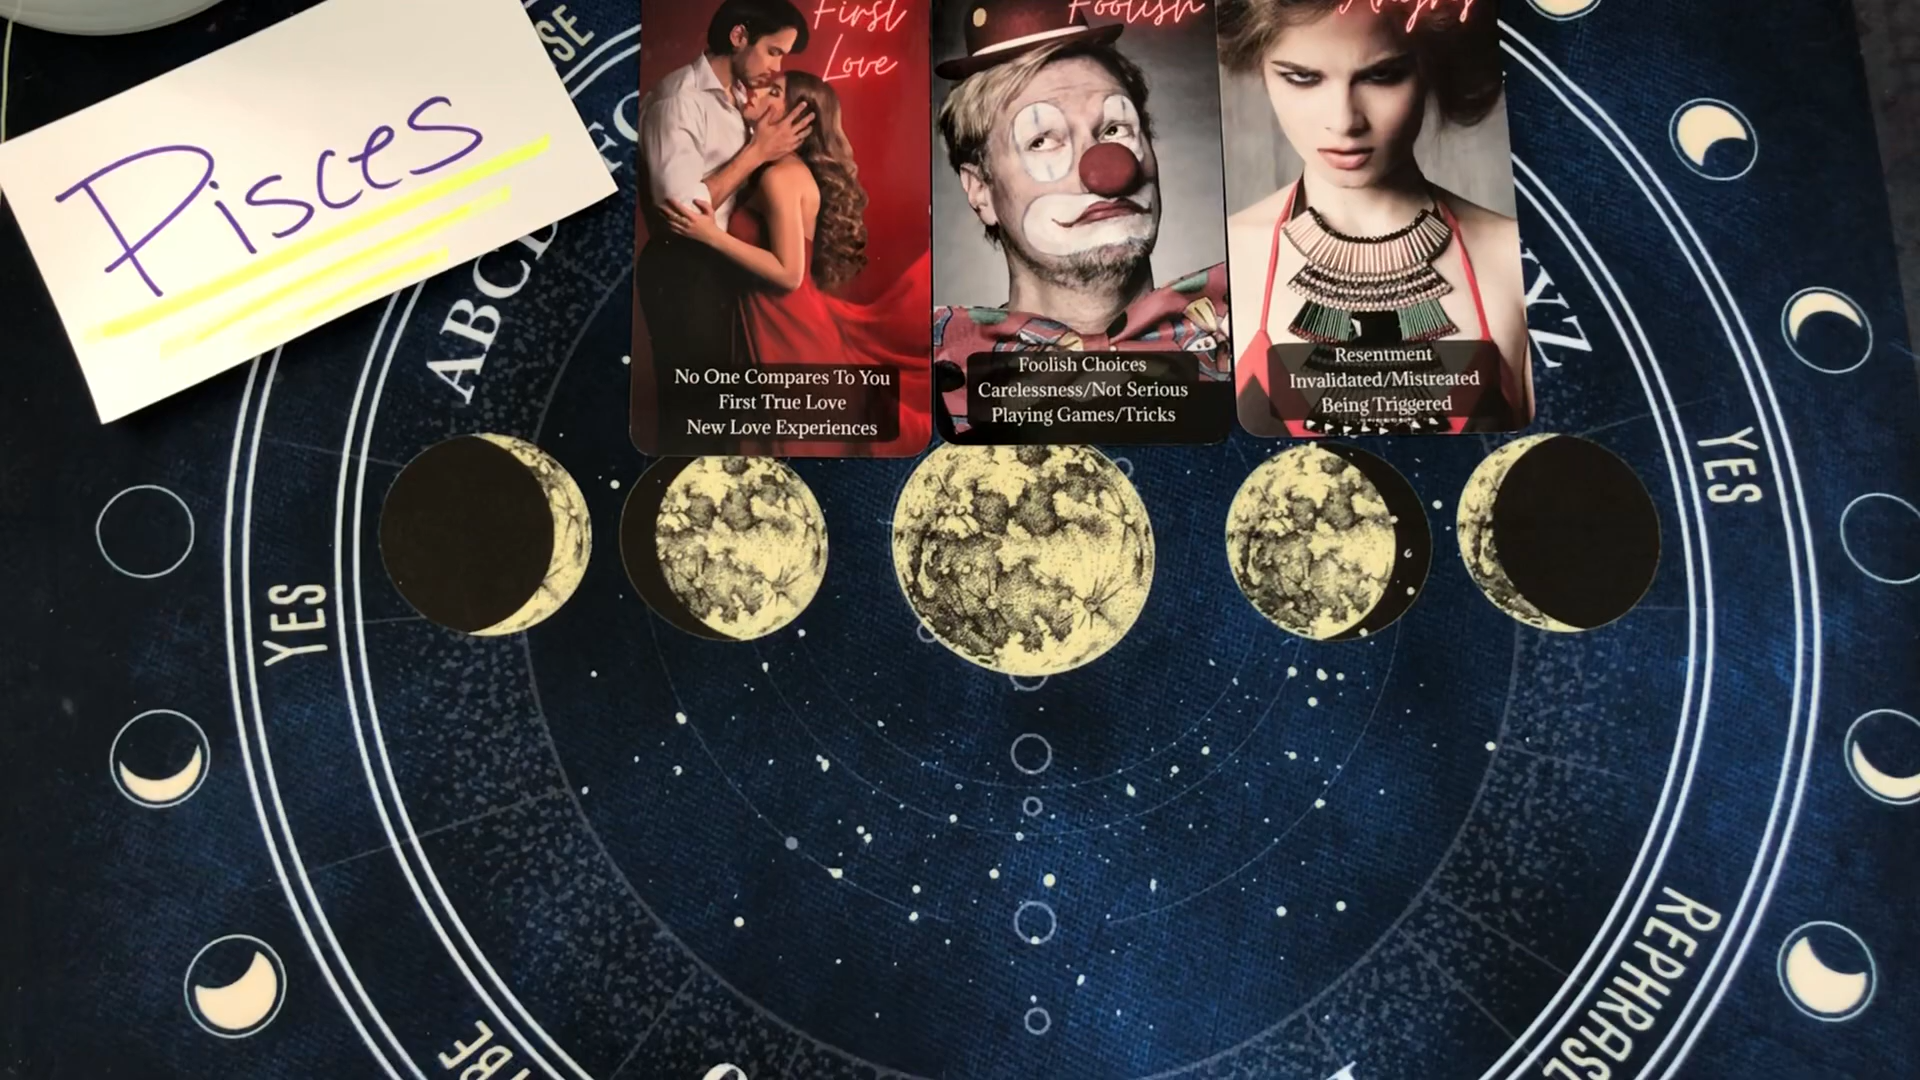 Pisces
First
Love
No One Compares To You
First True Love
New Love Experiences
Foolish
Foolish Choices
Carelessness/Not Serious
Playing Games/Tricks
Angry
Resentment
Invalidated/Mistreated
Being Triggered
YES
YES
REPHRASE